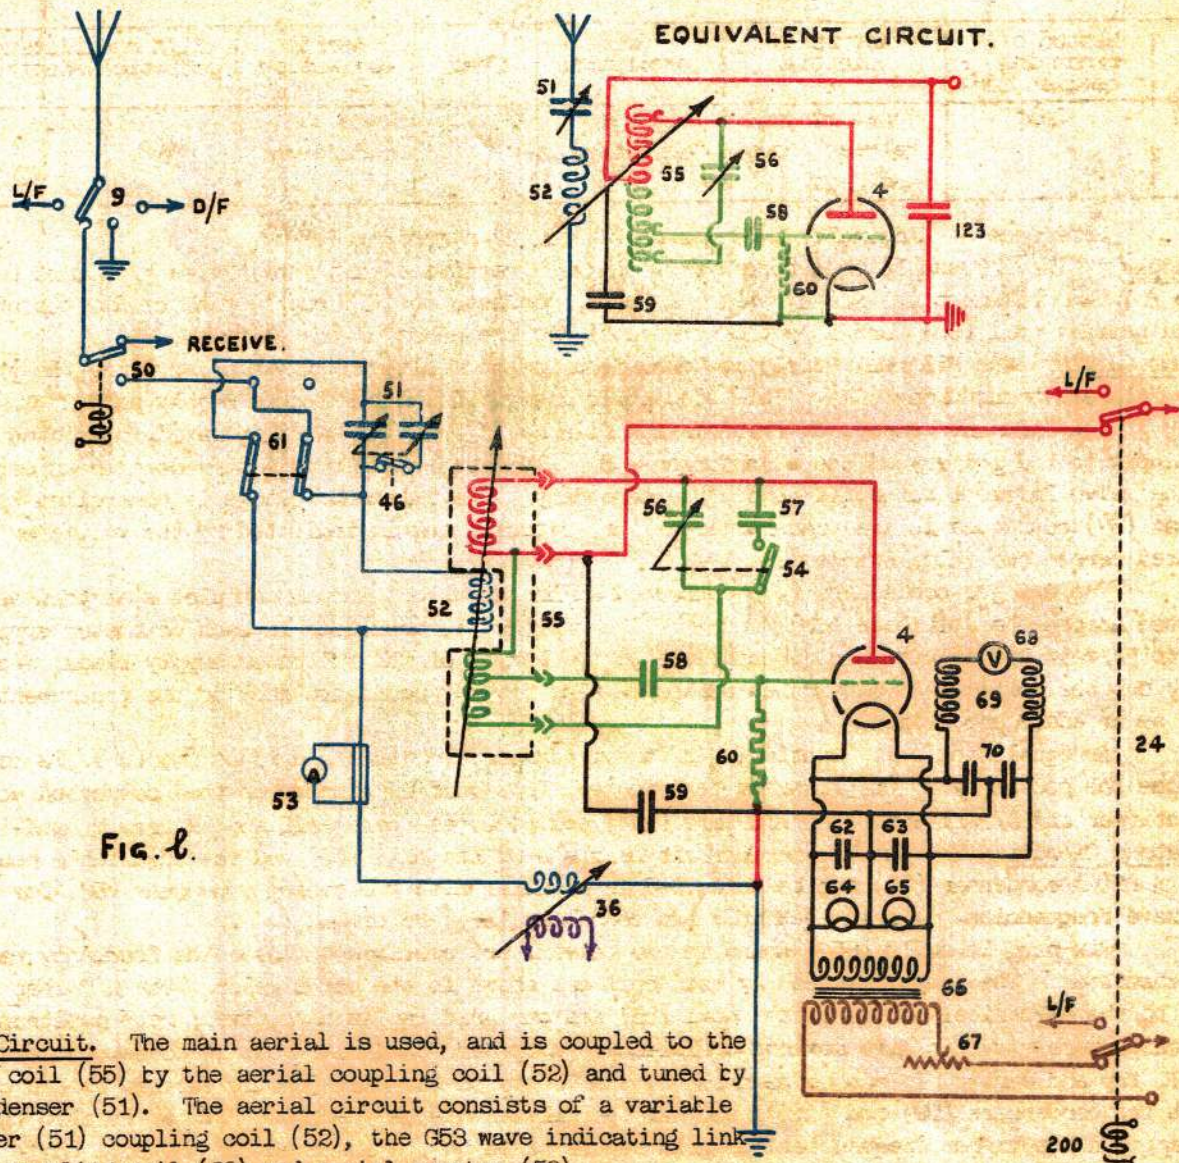 EQUIVALENT CIRCUIT.
51
52
55
56
58
4
59
60
123
L/F
9
D/F
RECEIVE.
50
51
61
46
L/F
56
57
54
52
55
58
4
68
V
69
60
70
24
53
A
59
62
63
FIG. l.
64
65
36
66
L/F
67
200
Circuit. The main aerial is used, and is coupled to the
coil (55) by the aerial coupling coil (52) and tuned by
denser (51). The aerial circuit consists of a variable
er (51) coupling coil (52), the G53 wave indicating link